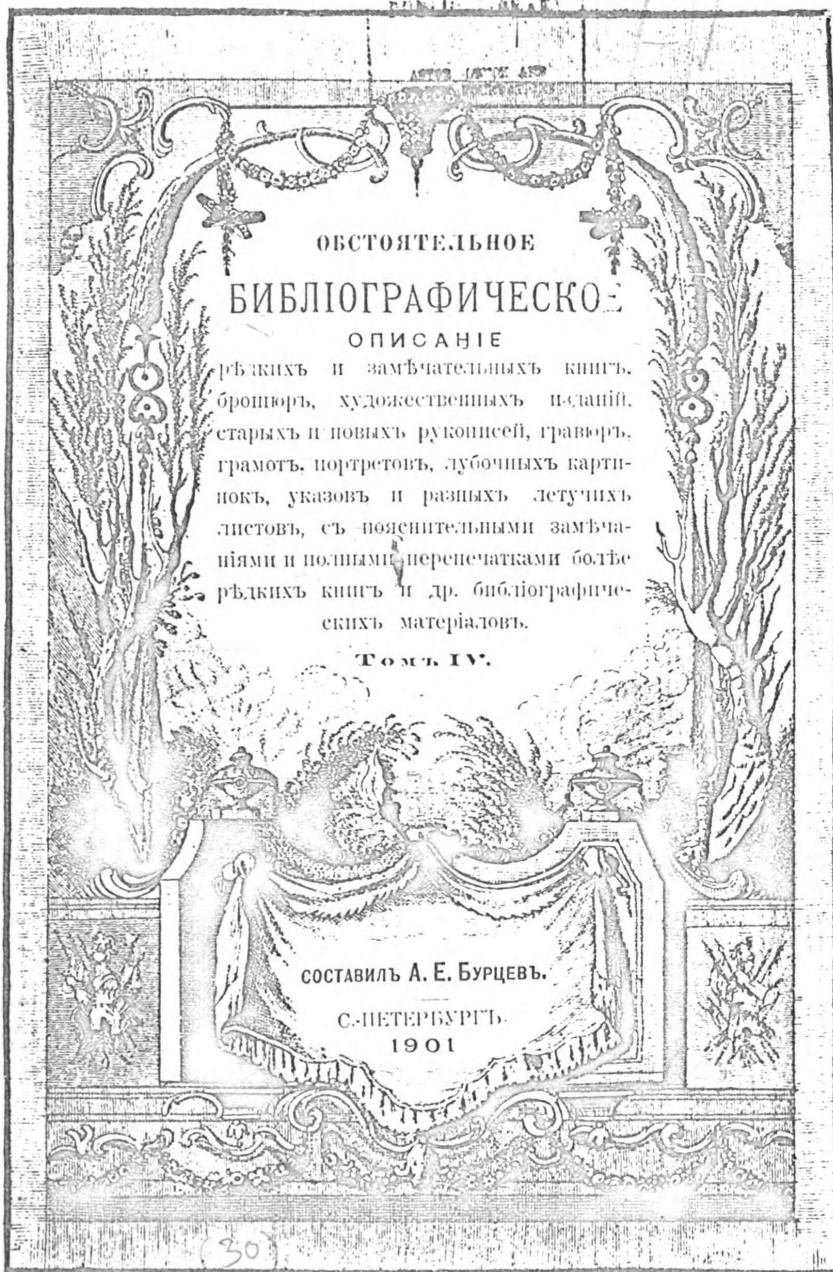 ОБСТОЯТЕЛЬНОЕ
БИБЛІОГРАФИЧЕСКОЕ
ОПИСАНІЕ
рѣдкихъ и замѣчательныхъ книгъ,
брошюръ, художественныхъ изданій,
старыхъ и новыхъ рукописей, гравюръ,
грамотъ, портретовъ, лубочныхъ карти-
нокъ, указовъ и разныхъ летучихъ
листовъ, съ пояснительными замѣча-
ніями и полными перепечатками болѣе
рѣдкихъ книгъ и др. библіографиче-
скихъ матеріаловъ.
Томъ IV.
СОСТАВИЛЪ А. Е. БУРЦЕВЪ.
С.-ПЕТЕРБУРГЪ.
1901
(30)